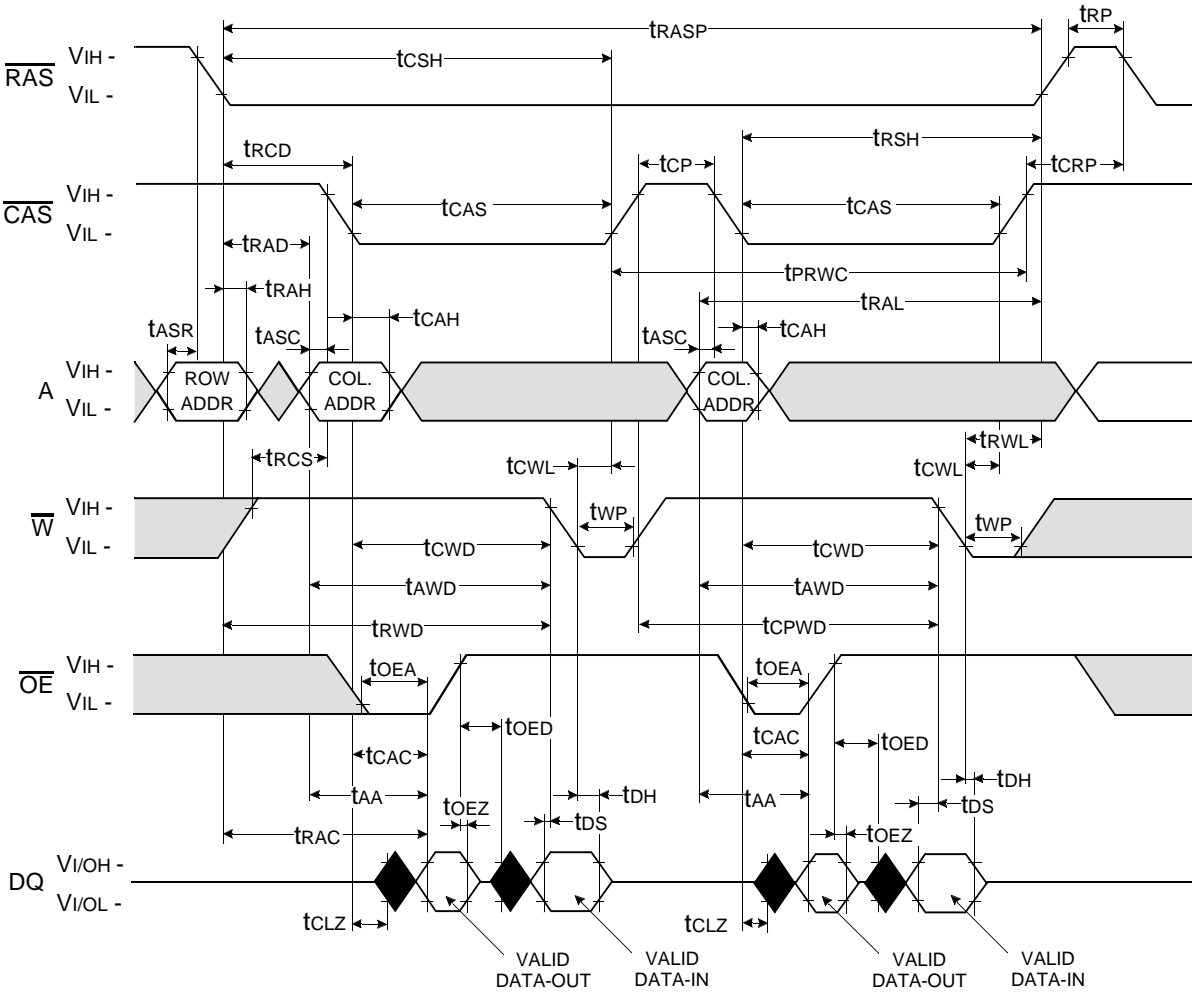 tRP
tRASP
VIH -
tCSH
RAS
VIL -
tRSH
tRCD
tCP
tCRP
VIH -
CAS
tCAS
tCAS
VIL -
tRAD
tPRWC
tRAH
tRAL
tASR
tASC
tCAH
tASC
tCAH
VIH -
ROW
ADDR
COL.
ADDR
COL.
ADDR
A
VIL -
tRWL
tRCS
tCWL
tCWL
VIH -
W
tWP
tWP
VIL -
tCWD
tCWD
tAWD
tAWD
tRWD
tCPWD
VIH -
OE
tOEA
tOEA
VIL -
tOED
tCAC
tOED
tCAC
tDH
tAA
tDH
tAA
tOEZ
tDS
tDS
tRAC
tOEZ
VI/OH -
DQ
VI/OL -
tCLZ
tCLZ
VALID
DATA-OUT
VALID
DATA-IN
VALID
DATA-OUT
VALID
DATA-IN